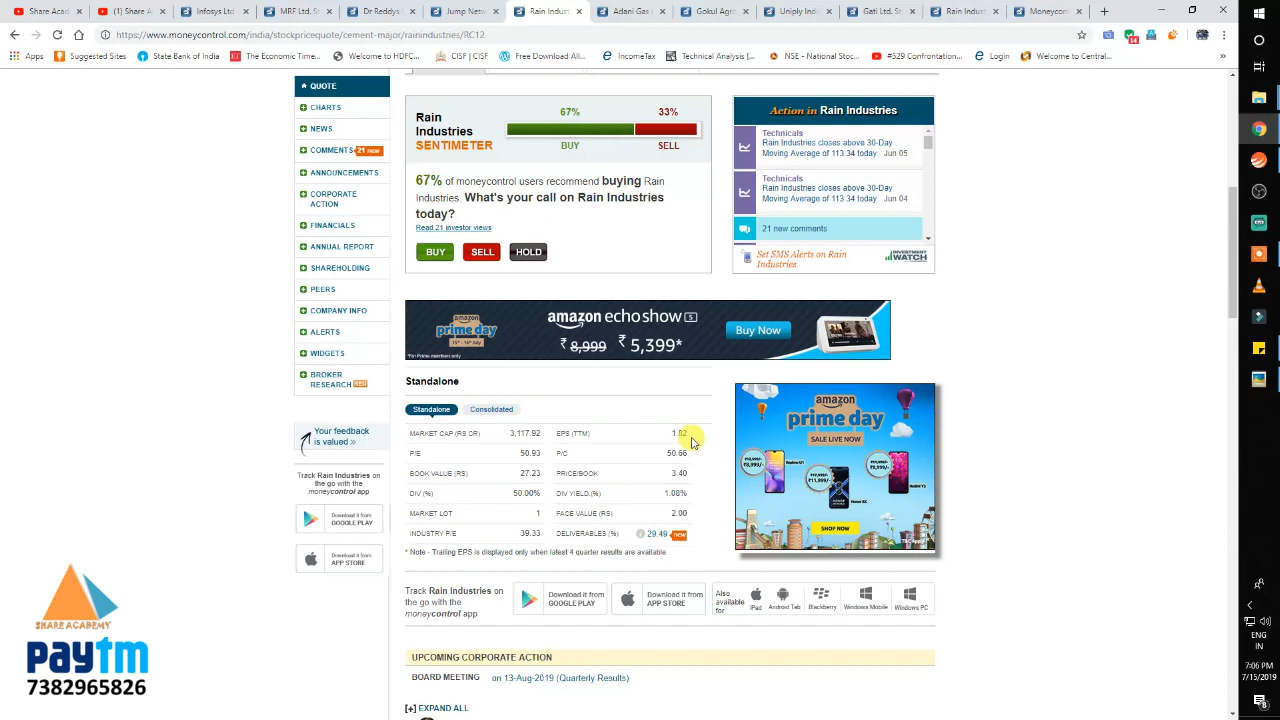 Share Acade
Infosys Ltd.
MRF Ltd. S
Dr Reddys
Jump Netw
Rain Indust
Adani Gas
Gokul Agri
Uniply Ind
Gati Ltd. S
Rain Indust
Moneycont
https://www.moneycontrol.com/india/stockpricequote/cement-major/rainindustries/RC12
14
Apps
Suggested Sites
State Bank of India
The Economic Time...
Welcome to HDFC...
CISF | CISF
Free Download All...
IncomeTax
Technical Analysis [...
NSE - National Stoc...
#529 Confrontation...
Login
Welcome to Central...
»
QUOTE
CHARTS
NEWS
COMMENTS 21 NEW
ANNOUNCEMENTS
CORPORATE
ACTION
FINANCIALS
ANNUAL REPORT
SHAREHOLDING
PEERS
COMPANY INFO
ALERTS
WIDGETS
BROKER
RESEARCH
Your feedback
is valued »
Track Rain Industries on
the go with the
moneycontrol app
Download it from
GOOGLE PLAY
Download it from
APP STORE
Rain
Industries
SENTIMETER
67%
33%
BUY
SELL
67% of moneycontrol users recommend buying Rain
Industries. What's your call on Rain Industries
today?
Read 21 investor views
BUY
SELL
HOLD
Action in Rain Industries
Technicals
Rain Industries closes above 30-Day
Moving Average of 113.34 today. Jun 05
Technicals
Rain Industries closes above 30-Day
Moving Average of 113.34 today. Jun 04
21 new comments
Set SMS Alerts on Rain
Industries
INVESTMENT
WATCH
amazon
prime day
15th - 16th July
*For Prime members only
amazon echo show 5
₹8,999 ₹5,399*
Buy Now
Standalone
Standalone
Consolidated
MARKET CAP (RS CR) 3,117.92 EPS (TTM) 1.82
P/E 50.93 P/C 50.66
BOOK VALUE (RS) 27.23 PRICE/BOOK 3.40
DIV (%) 50.00% DIV YIELD.(%) 1.08%
MARKET LOT 1 FACE VALUE (RS) 2.00
INDUSTRY P/E 39.33 DELIVERABLES (%) 29.49 NEW
* Note - Trailing EPS is displayed only when latest 4 quarter results are available.
amazon
prime day
SALE LIVE NOW
SHOP NOW
Track Rain Industries on
the go with the
moneycontrol app
Download it from
GOOGLE PLAY
Download it from
APP STORE
Also
available
for
iPad
Android Tab
Blackberry
Windows Mobile
Windows PC
UPCOMING CORPORATE ACTION
BOARD MEETING on 13-Aug-2019 (Quarterly Results)
[+] EXPAND ALL
SHARE ACADEMY
paytm
7382965826
ENG
IN
7:06 PM
7/15/2019
8